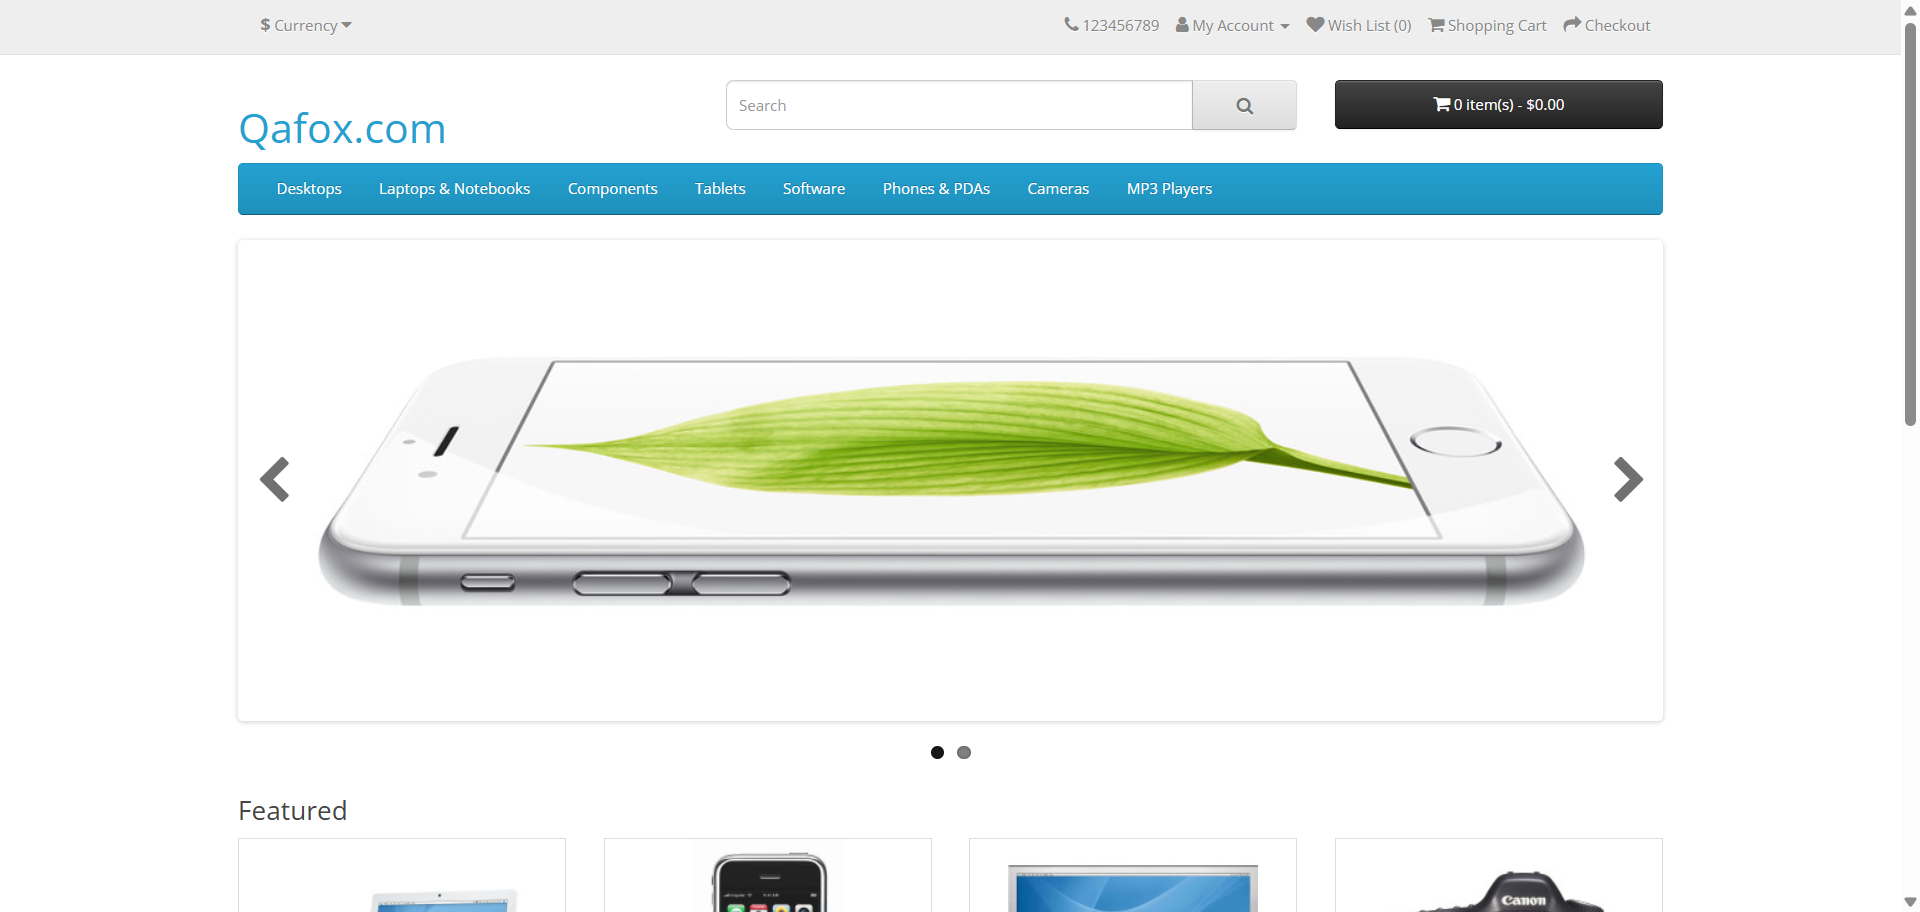 $ Currency
123456789 My Account Wish List (0) Shopping Cart Checkout
Search
0 item(s) - $0.00
Qafox.com
Desktops Laptops & Notebooks Components Tablets Software Phones & PDAs Cameras MP3 Players
Featured
Canon